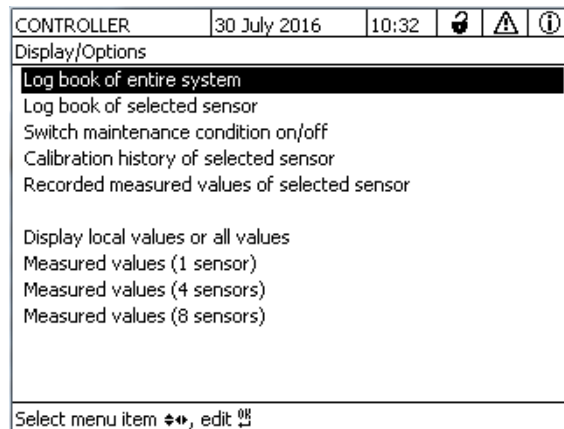 CONTROLLER 30 July 2016 10:32
Display/Options
Log book of entire system
Log book of selected sensor
Switch maintenance condition on/off
Calibration history of selected sensor
Recorded measured values of selected sensor
Display local values or all values
Measured values (1 sensor)
Measured values (4 sensors)
Measured values (8 sensors)
Select menu item, edit OK